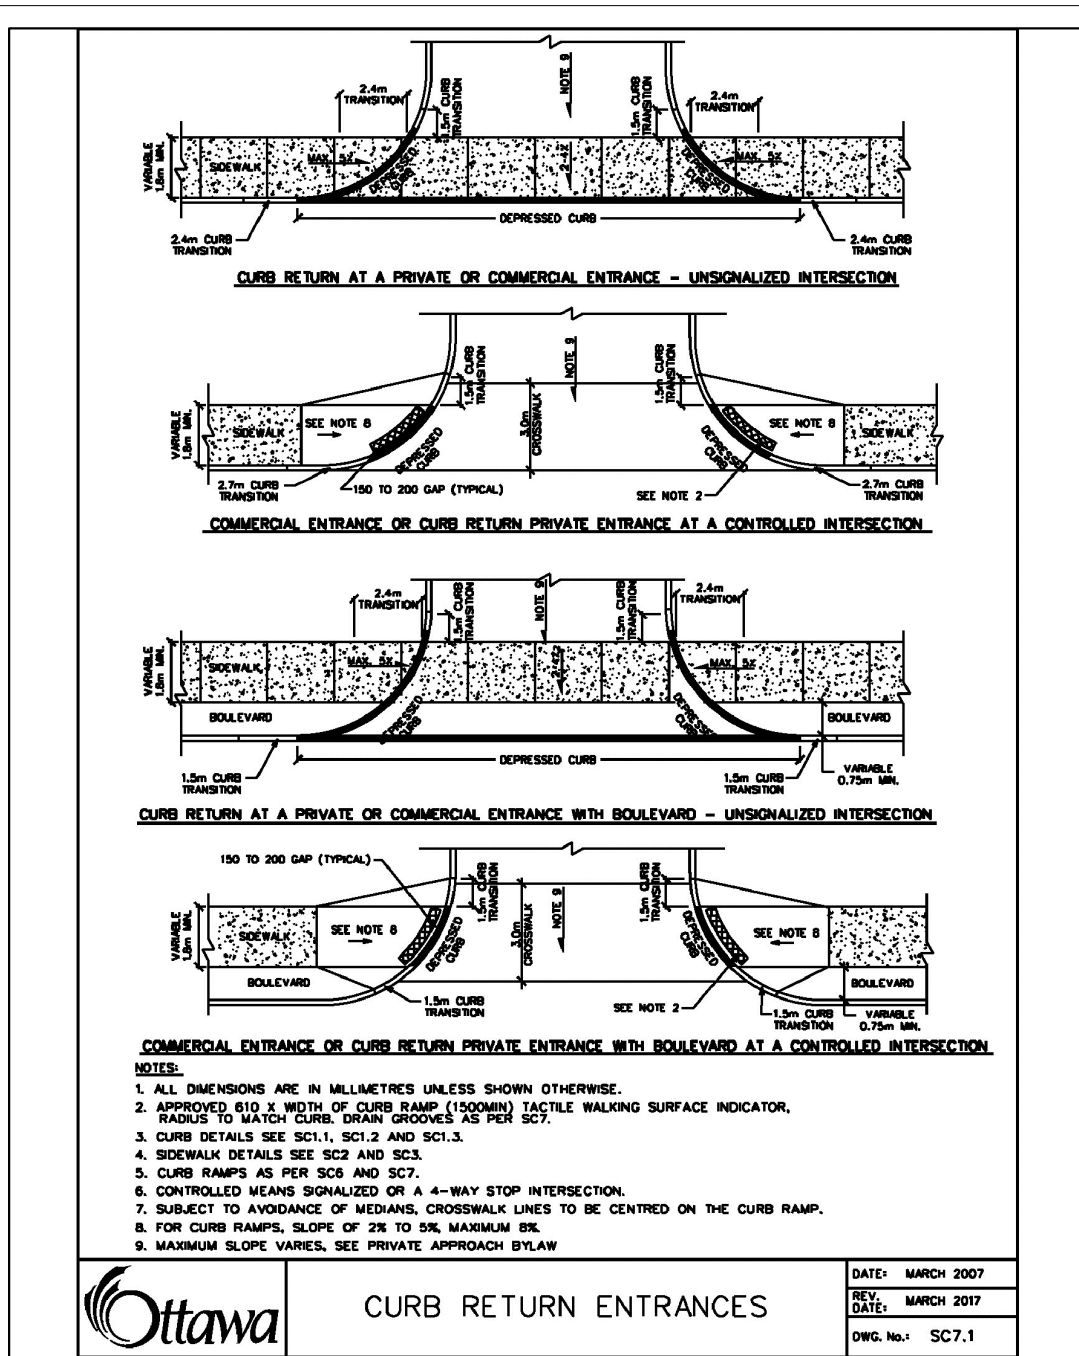 2.4m
TRANSITION
1.5m CURB
TRANSITION
NOTE 9
1.5m CURB
TRANSITION
2.4m
TRANSITION
VARIABLE
1.8m MIN.
SIDEWALK
MAX. 5%
DEPRESSED
CURB
2-4%
DEPRESSED
CURB
MAX. 5%
DEPRESSED CURB
2.4m CURB
TRANSITION
2.4m CURB
TRANSITION
CURB RETURN AT A PRIVATE OR COMMERCIAL ENTRANCE - UNSIGNALIZED INTERSECTION
1.5m CURB
TRANSITION
NOTE 9
1.5m CURB
TRANSITION
VARIABLE
1.8m MIN.
SIDEWALK
SEE NOTE 8
DEPRESSED
CURB
3.0m
CROSSWALK
DEPRESSED
CURB
SEE NOTE 8
SIDEWALK
2.7m CURB
TRANSITION
150 TO 200 GAP (TYPICAL)
SEE NOTE 2
2.7m CURB
TRANSITION
COMMERCIAL ENTRANCE OR CURB RETURN PRIVATE ENTRANCE AT A CONTROLLED INTERSECTION
2.4m
TRANSITION
1.5m CURB
TRANSITION
NOTE 9
1.5m CURB
TRANSITION
2.4m
TRANSITION
VARIABLE
1.8m MIN.
SIDEWALK
MAX. 5%
2-4%
MAX. 5%
BOULEVARD
DEPRESSED
CURB
DEPRESSED
CURB
BOULEVARD
DEPRESSED CURB
1.5m CURB
TRANSITION
1.5m CURB
TRANSITION
VARIABLE
0.75m MIN.
CURB RETURN AT A PRIVATE OR COMMERCIAL ENTRANCE WITH BOULEVARD - UNSIGNALIZED INTERSECTION
150 TO 200 GAP (TYPICAL)
1.5m CURB
TRANSITION
NOTE 9
1.5m CURB
TRANSITION
VARIABLE
1.8m MIN.
SIDEWALK
SEE NOTE 8
DEPRESSED
CURB
3.0m
CROSSWALK
DEPRESSED
CURB
SEE NOTE 8
BOULEVARD
BOULEVARD
1.5m CURB
TRANSITION
SEE NOTE 2
1.5m CURB
TRANSITION
VARIABLE
0.75m MIN.
COMMERCIAL ENTRANCE OR CURB RETURN PRIVATE ENTRANCE WITH BOULEVARD AT A CONTROLLED INTERSECTION
NOTES:
1. ALL DIMENSIONS ARE IN MILLIMETRES UNLESS SHOWN OTHERWISE.
2. APPROVED 610 X WIDTH OF CURB RAMP (1500MIN) TACTILE WALKING SURFACE INDICATOR,
RADIUS TO MATCH CURB. DRAIN GROOVES AS PER SC7.
3. CURB DETAILS SEE SC1.1, SC1.2 AND SC1.3.
4. SIDEWALK DETAILS SEE SC2 AND SC3.
5. CURB RAMPS AS PER SC6 AND SC7.
6. CONTROLLED MEANS SIGNALIZED OR A 4-WAY STOP INTERSECTION.
7. SUBJECT TO AVOIDANCE OF MEDIANS, CROSSWALK LINES TO BE CENTRED ON THE CURB RAMP.
8. FOR CURB RAMPS, SLOPE OF 2% TO 5%, MAXIMUM 8%.
9. MAXIMUM SLOPE VARIES, SEE PRIVATE APPROACH BYLAW
Ottawa
CURB RETURN ENTRANCES
DATE: MARCH 2007
REV.
DATE: MARCH 2017
DWG. No.: SC7.1